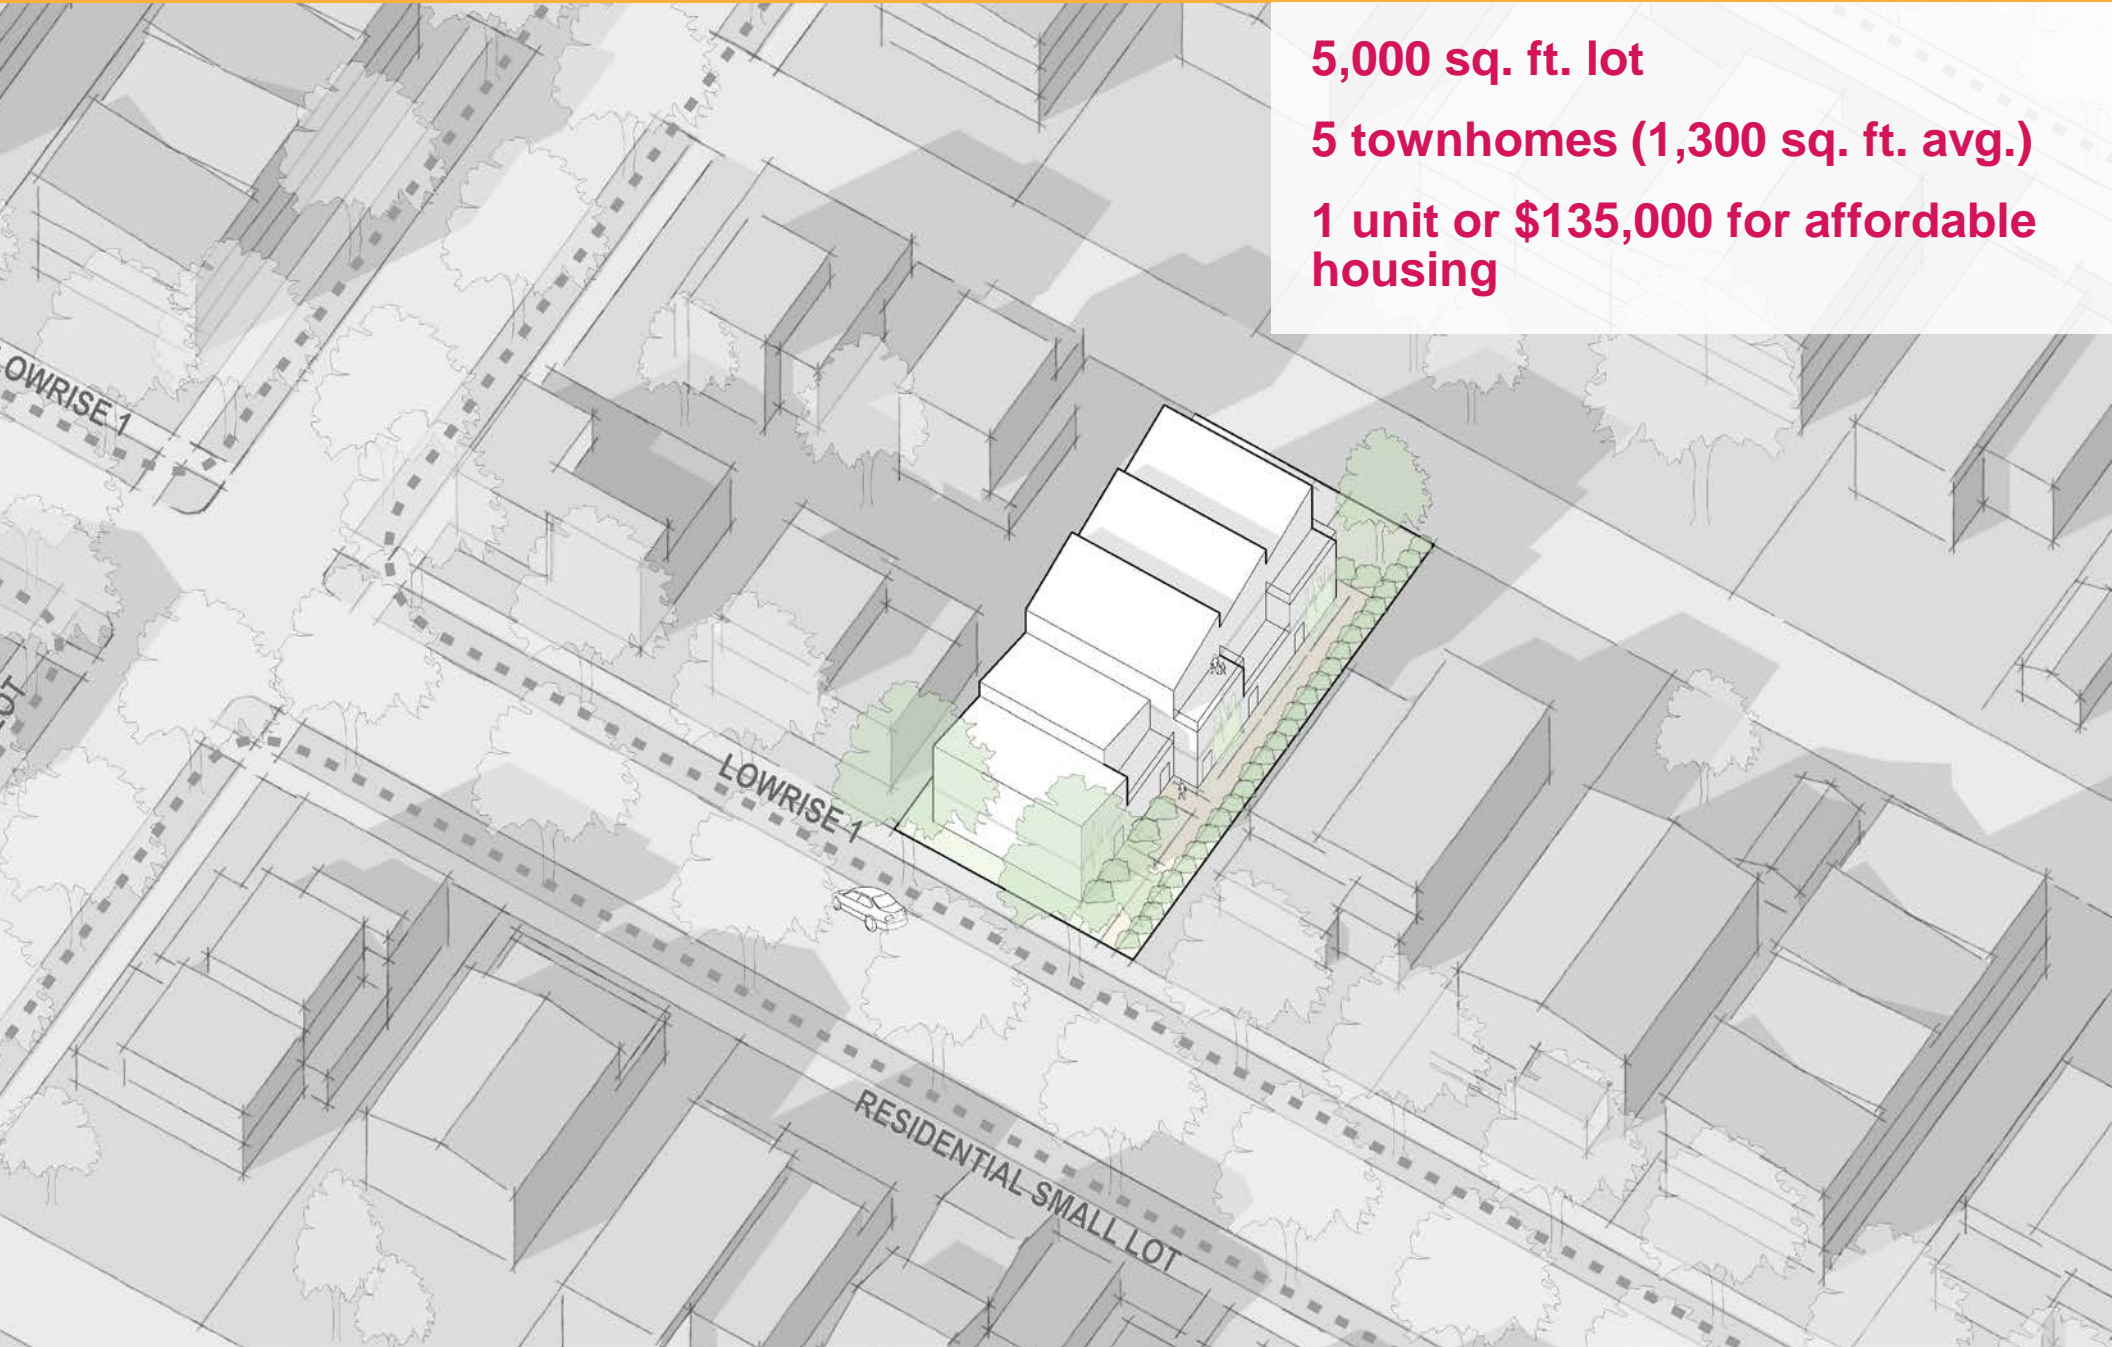 5,000 sq. ft. lot
5 townhomes (1,300 sq. ft. avg.)
1 unit or $135,000 for affordable
housing
LOWRISE 1
LOWRISE 1
LOT
RESIDENTIAL SMALL LOT